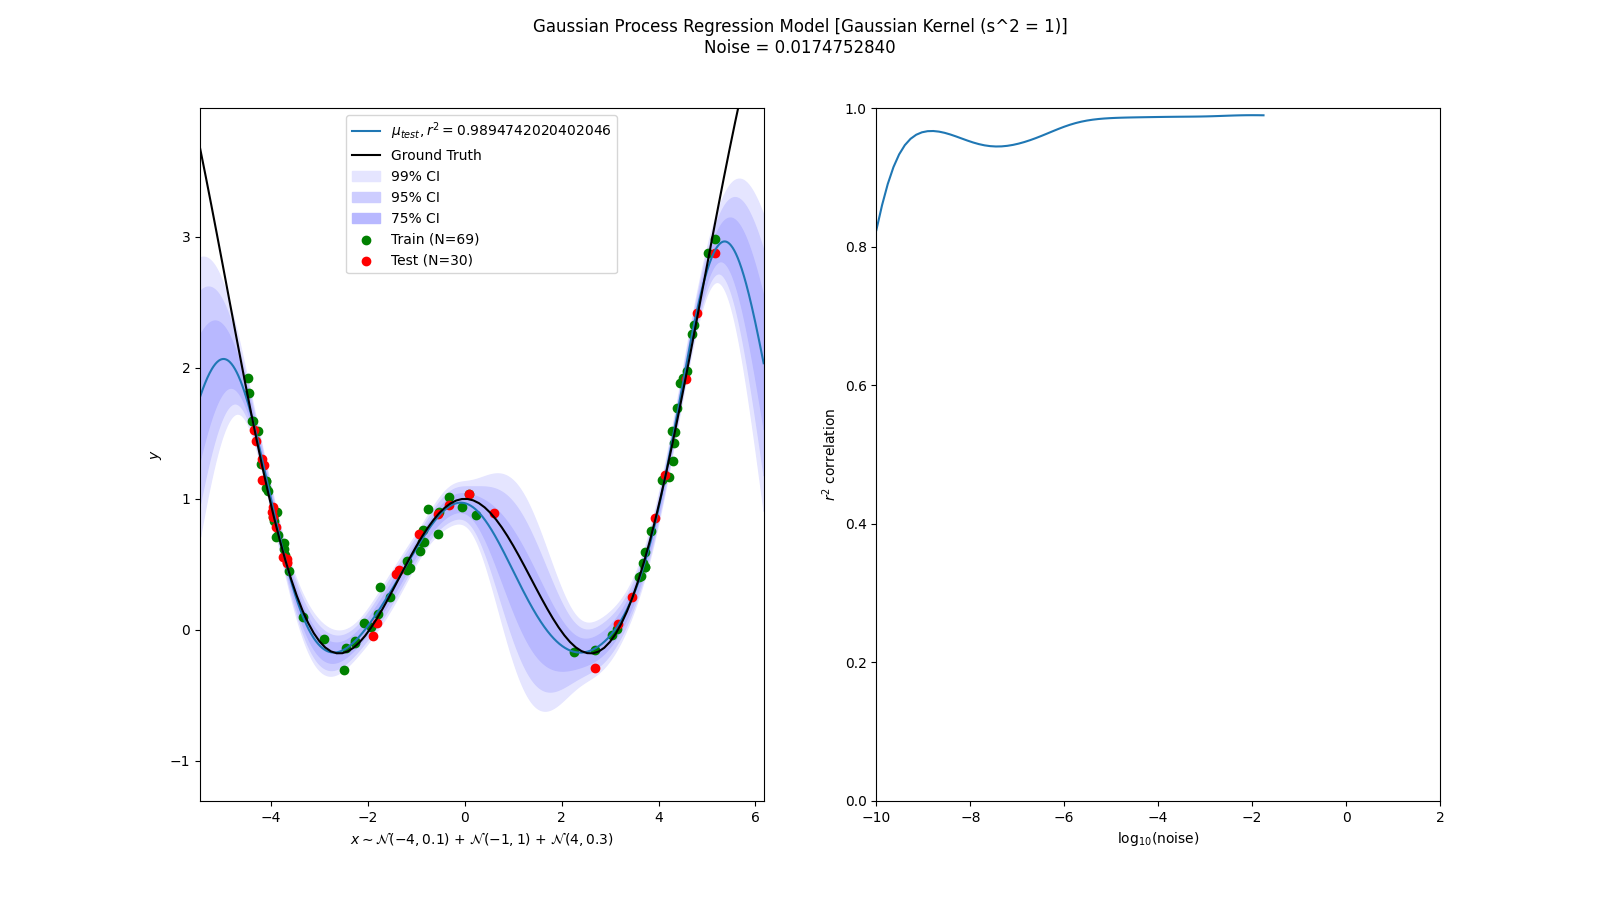 Gaussian Process Regression Model [Gaussian Kernel (s^2 = 1)]
Noise = 0.0174752840
μ_test, r² = 0.9894742020402046
Ground Truth
99% CI
95% CI
75% CI
Train (N=69)
Test (N=30)
3
2
1
0
−1
y
−4 −2 0 2 4 6
x ~ 𝒩(−4, 0.1) + 𝒩(−1, 1) + 𝒩(4, 0.3)
1.0
0.8
0.6
0.4
0.2
0.0
r² correlation
−10 −8 −6 −4 −2 0 2
log₁₀(noise)